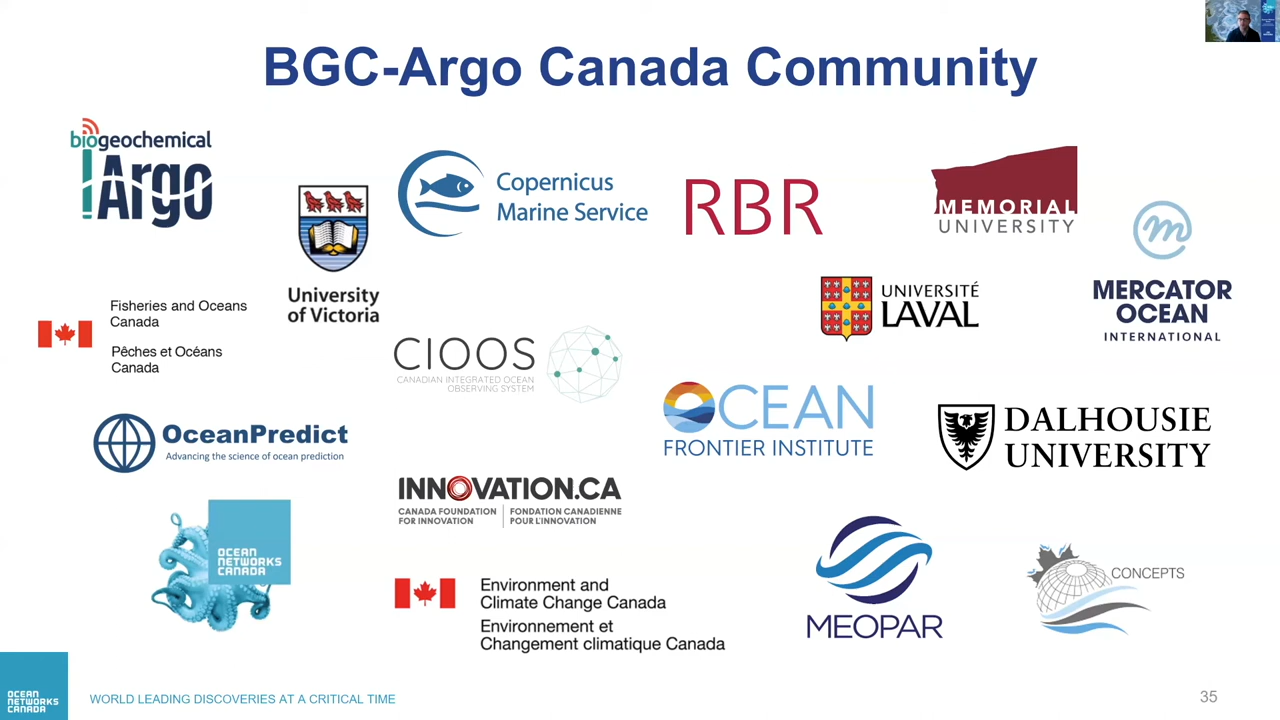 BGC-Argo Canada Community
biogeochemical
Argo
University
of Victoria
Copernicus
Marine Service
RBR
MEMORIAL
UNIVERSITY
m
MERCATOR
OCEAN
INTERNATIONAL
Fisheries and Oceans
Canada
Pêches et Océans
Canada
CIOOS
CANADIAN INTEGRATED OCEAN
OBSERVING SYSTEM
UNIVERSITÉ
LAVAL
OceanPredict
Advancing the science of ocean prediction
OCEAN
FRONTIER INSTITUTE
DALHOUSIE
UNIVERSITY
INNOVATION.CA
CANADA FOUNDATION
FOR INNOVATION
FONDATION CANADIENNE
POUR L'INNOVATION
OCEAN
NETWORKS
CANADA
Environment and
Climate Change Canada
Environnement et
Changement climatique Canada
MEOPAR
CONCEPTS
OCEAN
NETWORKS
CANADA
WORLD LEADING DISCOVERIES AT A CRITICAL TIME
35